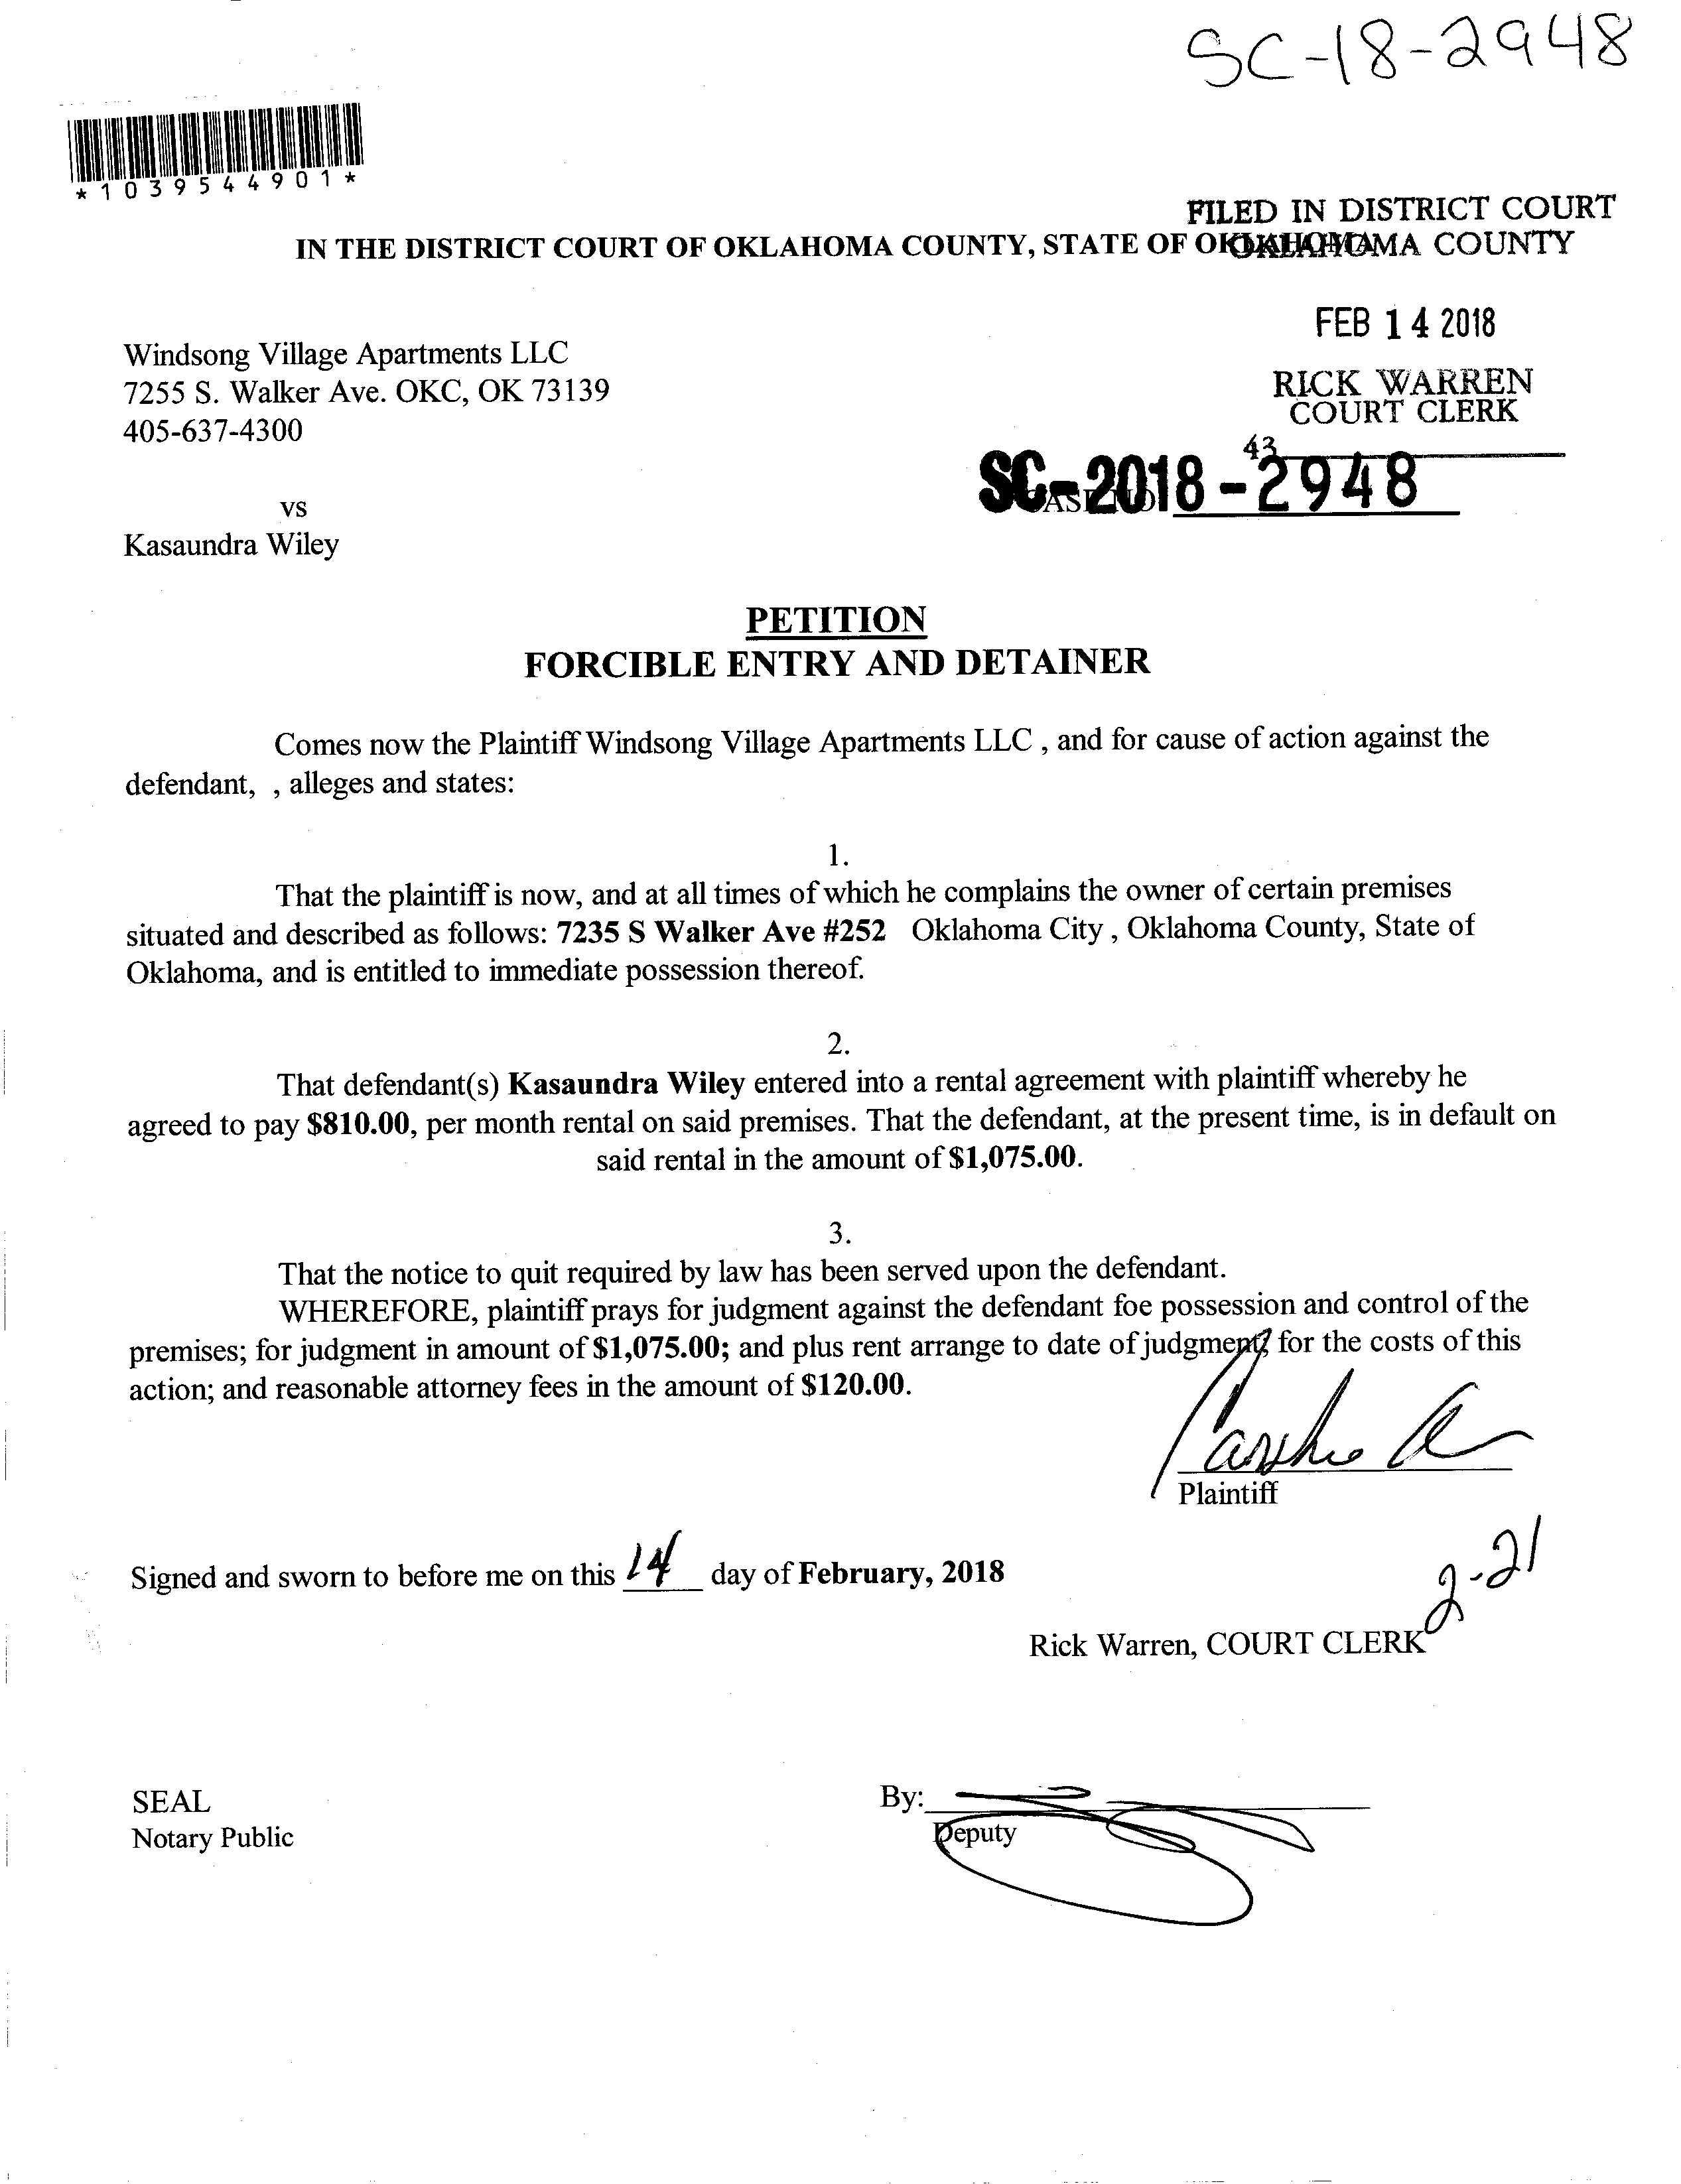 SC-18-2948
*1039544901*
FILED IN DISTRICT COURT
OKLAHOMA COUNTY
IN THE DISTRICT COURT OF OKLAHOMA COUNTY, STATE OF OKLAHOMA
FEB 14 2018
Windsong Village Apartments LLC
7255 S. Walker Ave. OKC, OK 73139
405-637-4300
RICK WARREN
COURT CLERK
43
SC-2018-2948
CASE NO.
vs
Kasaundra Wiley
PETITION
FORCIBLE ENTRY AND DETAINER
Comes now the Plaintiff Windsong Village Apartments LLC , and for cause of action against the
defendant, , alleges and states:
1.
That the plaintiff is now, and at all times of which he complains the owner of certain premises
situated and described as follows: 7235 S Walker Ave #252 Oklahoma City , Oklahoma County, State of
Oklahoma, and is entitled to immediate possession thereof.
2.
That defendant(s) Kasaundra Wiley entered into a rental agreement with plaintiff whereby he
agreed to pay $810.00, per month rental on said premises. That the defendant, at the present time, is in default on
said rental in the amount of $1,075.00.
3.
That the notice to quit required by law has been served upon the defendant.
WHEREFORE, plaintiff prays for judgment against the defendant foe possession and control of the
premises; for judgment in amount of $1,075.00; and plus rent arrange to date of judgment; for the costs of this
action; and reasonable attorney fees in the amount of $120.00.
Plaintiff
Signed and sworn to before me on this 14 day of February, 2018
2-21
Rick Warren, COURT CLERK
SEAL
Notary Public
By:
Deputy